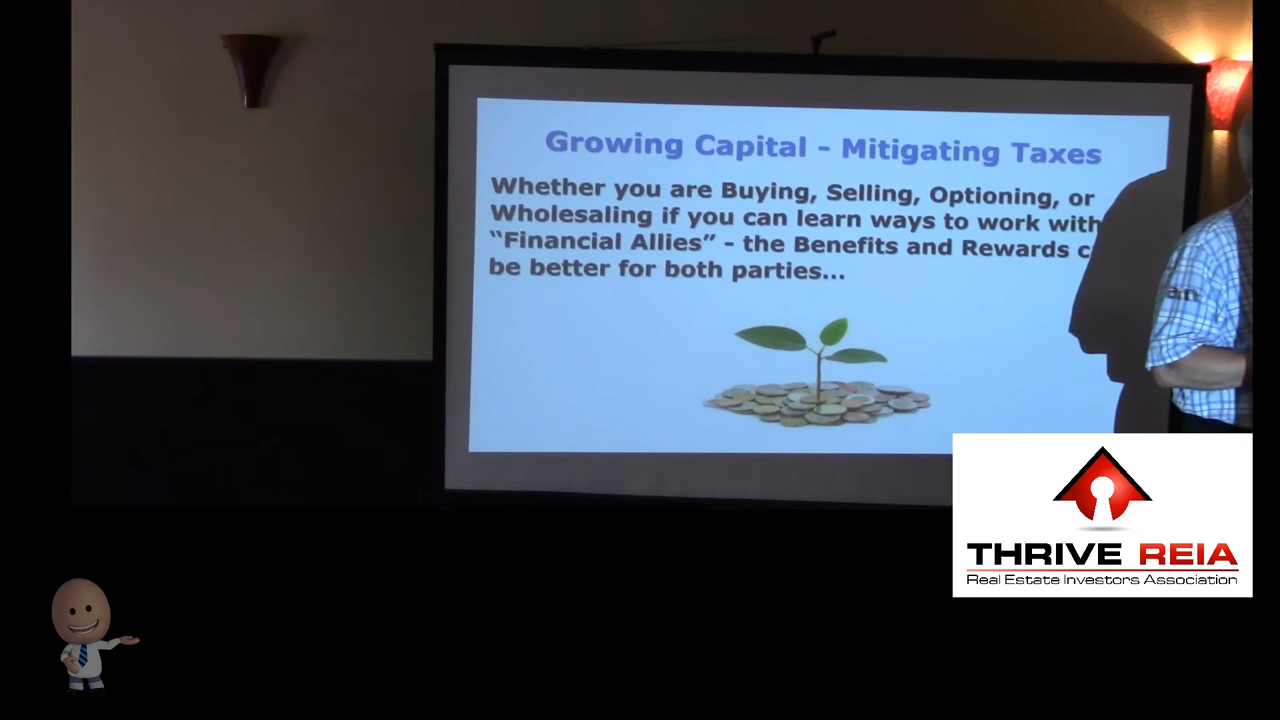 Growing Capital - Mitigating Taxes
Whether you are Buying, Selling, Optioning, or
Wholesaling if you can learn ways to work with
“Financial Allies” - the Benefits and Rewards
be better for both parties...
THRIVE REIA
Real Estate Investors Association